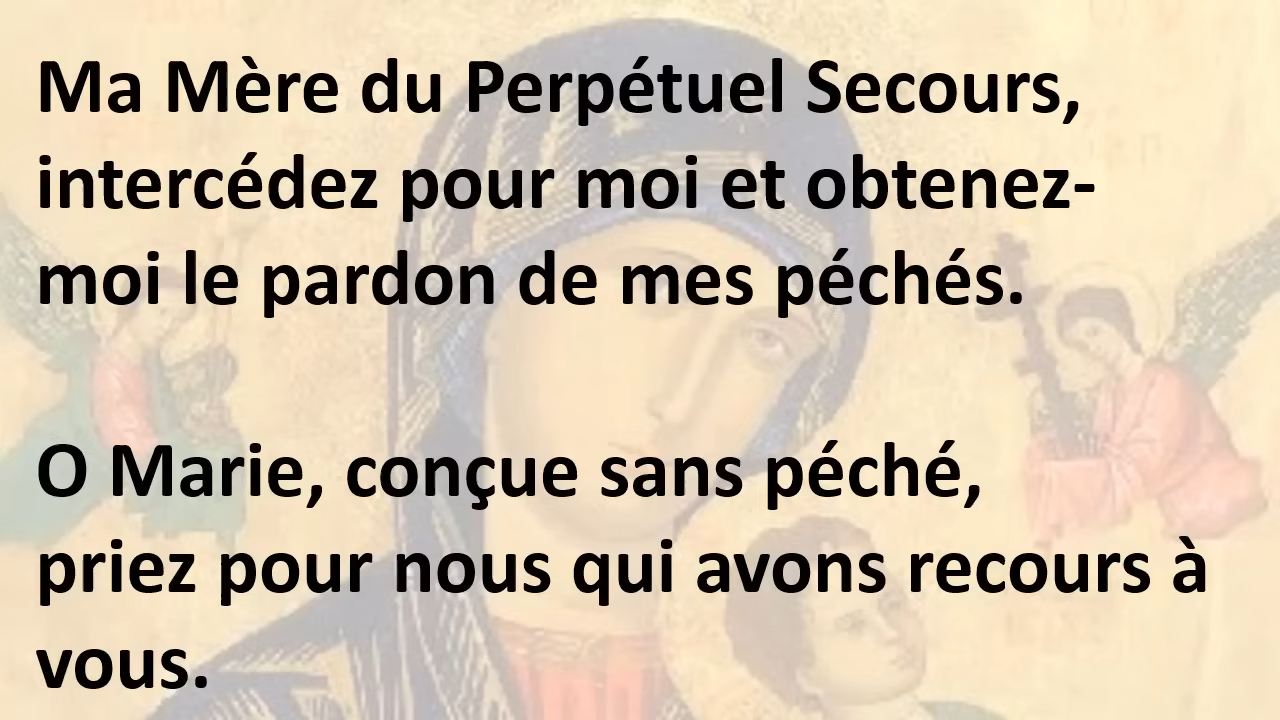 Ma Mère du Perpétuel Secours,
intercédez pour moi et obtenez-
moi le pardon de mes péchés.
O Marie, conçue sans péché,
priez pour nous qui avons recours à
vous.